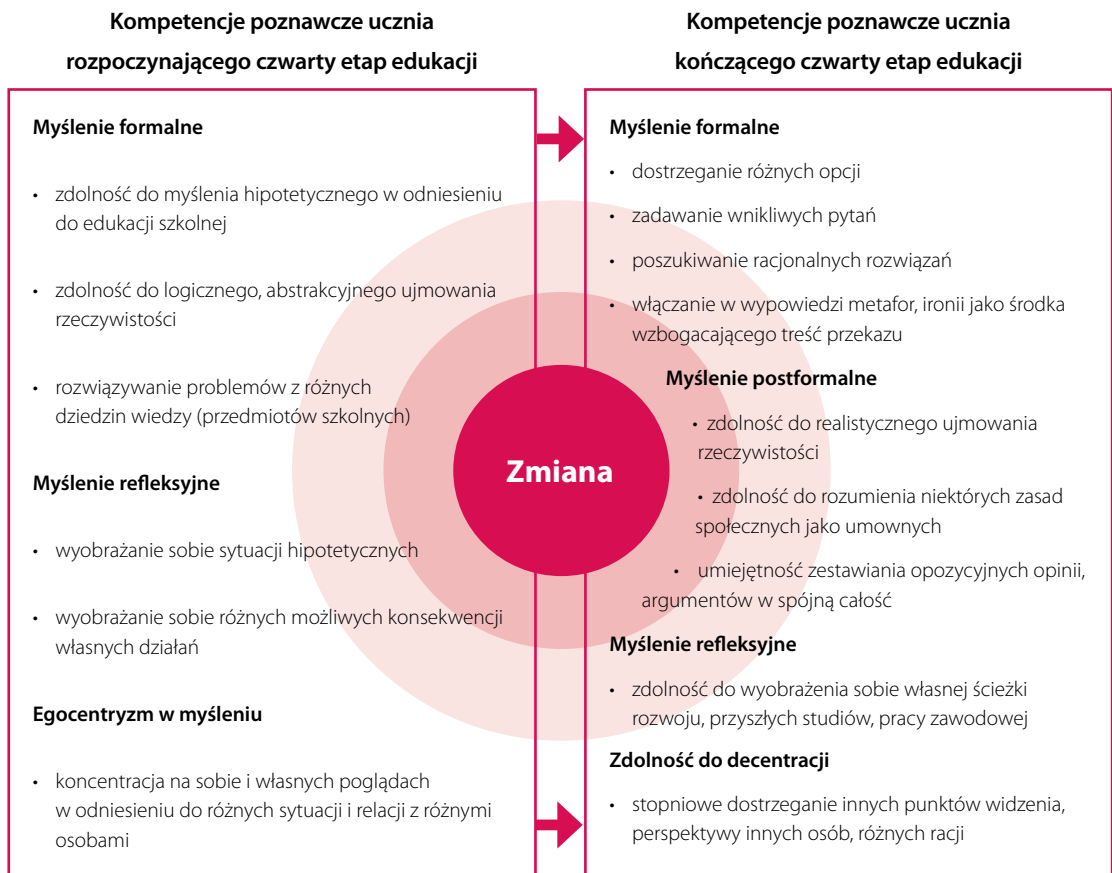 Kompetencje poznawcze ucznia
rozpoczynającego czwarty etap edukacji
Myślenie formalne
• zdolność do myślenia hipotetycznego w odniesieniu
do edukacji szkolnej
• zdolność do logicznego, abstrakcyjnego ujmowania
rzeczywistości
• rozwiązywanie problemów z różnych
dziedzin wiedzy (przedmiotów szkolnych)
Myślenie refleksyjne
• wyobrażanie sobie sytuacji hipotetycznych
• wyobrażanie sobie różnych możliwych konsekwencji
własnych działań
Egocentryzm w myśleniu
• koncentracja na sobie i własnych poglądach
w odniesieniu do różnych sytuacji i relacji z różnymi
osobami
Zmiana
Kompetencje poznawcze ucznia
kończącego czwarty etap edukacji
Myślenie formalne
• dostrzeganie różnych opcji
• zadawanie wnikliwych pytań
• poszukiwanie racjonalnych rozwiązań
• włączanie w wypowiedzi metafor, ironii jako środka
wzbogacającego treść przekazu
Myślenie postformalne
• zdolność do realistycznego ujmowania
rzeczywistości
• zdolność do rozumienia niektórych zasad
społecznych jako umownych
• umiejętność zestawiania opozycyjnych opinii,
argumentów w spójną całość
Myślenie refleksyjne
• zdolność do wyobrażenia sobie własnej ścieżki
rozwoju, przyszłych studiów, pracy zawodowej
Zdolność do decentracji
• stopniowe dostrzeganie innych punktów widzenia,
perspektywy innych osób, różnych racji